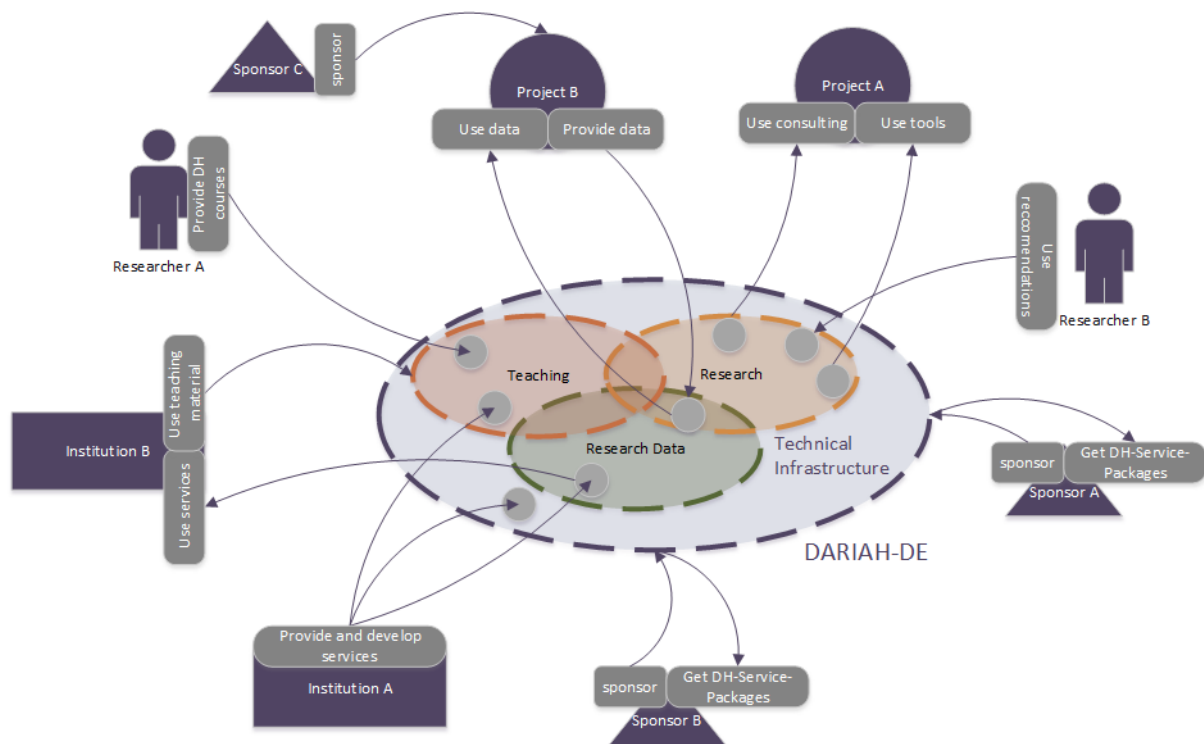 Sponsor C
sponsor
Project B
Use data
Provide data
Project A
Use consulting
Use tools
Provide DH
courses
Researcher A
Use
reccomendations
Researcher B
Teaching
Research
Research Data
Technical
Infrastructure
DARIAH-DE
Use teaching
material
Institution B
Use services
sponsor
Get DH-Service-
Packages
Sponsor A
Provide and develop
services
Institution A
sponsor
Get DH-Service-
Packages
Sponsor B